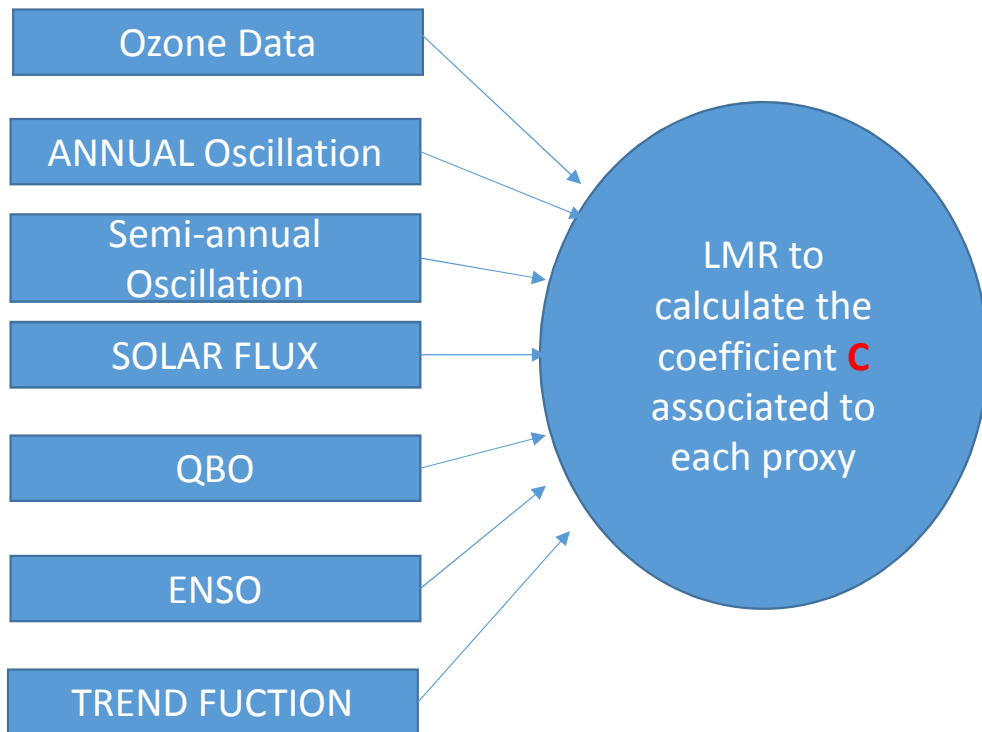 Ozone Data
ANNUAL Oscillation
Semi-annual
Oscillation
SOLAR FLUX
QBO
ENSO
TREND FUCTION
LMR to
calculate the
coefficient C
associated to
each proxy